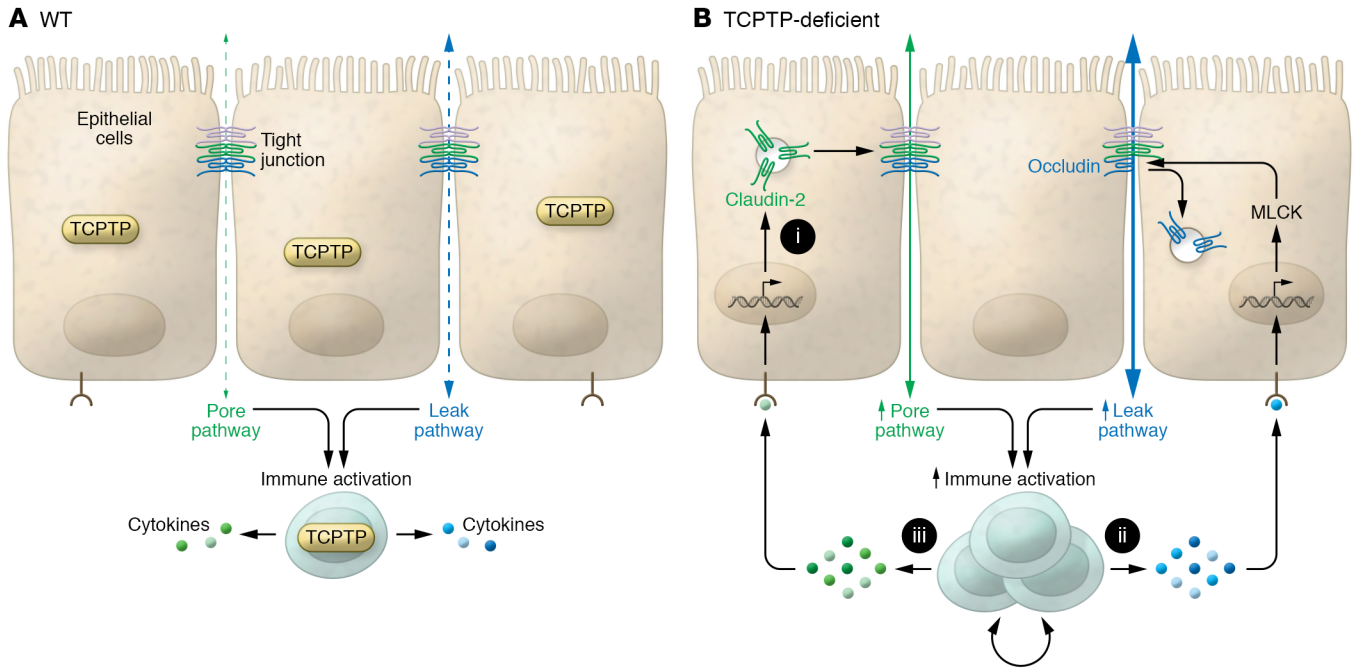 A WT
Epithelial
cells
Tight
junction
TCPTP
TCPTP
TCPTP
Pore
pathway
Leak
pathway
Immune activation
Cytokines
TCPTP
Cytokines
B TCPTP-deficient
Claudin-2
i
Occludin
MLCK
Pore
pathway
Leak
pathway
Immune activation
iii
ii